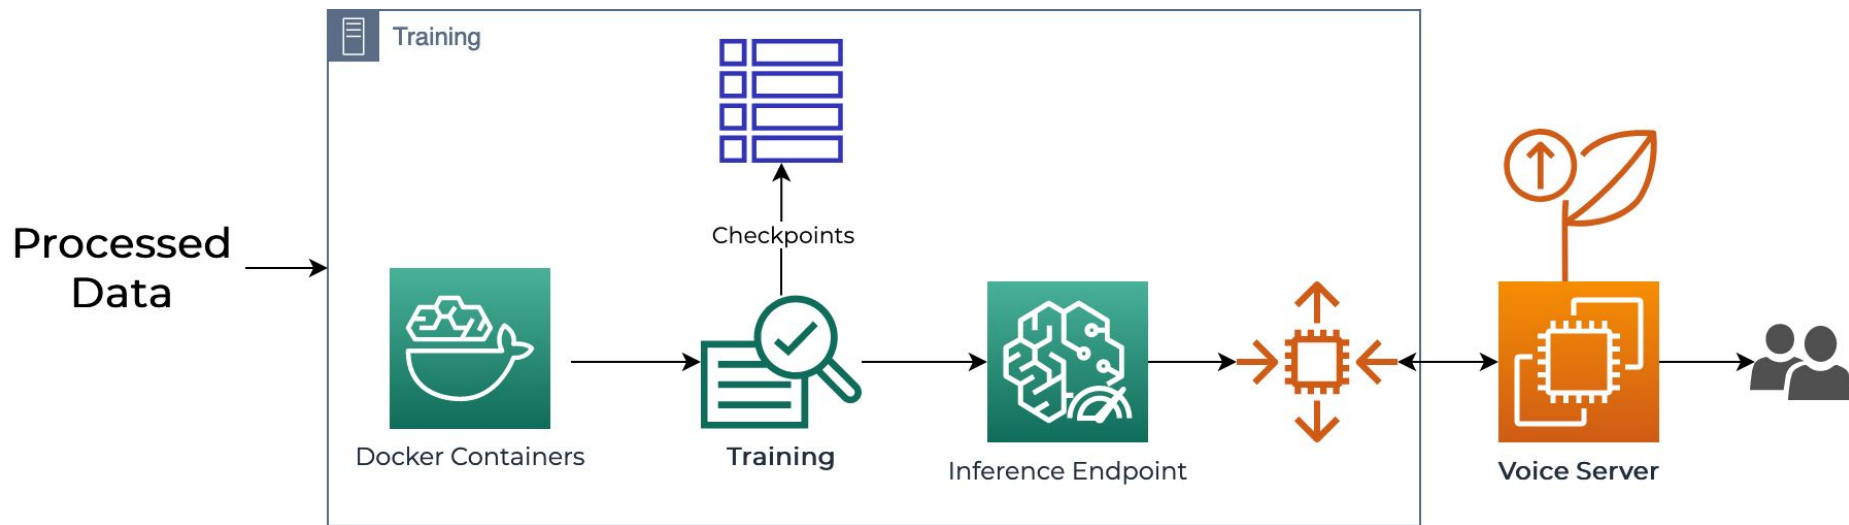 Training
Processed
Data
Checkpoints
Docker Containers
Training
Inference Endpoint
Voice Server